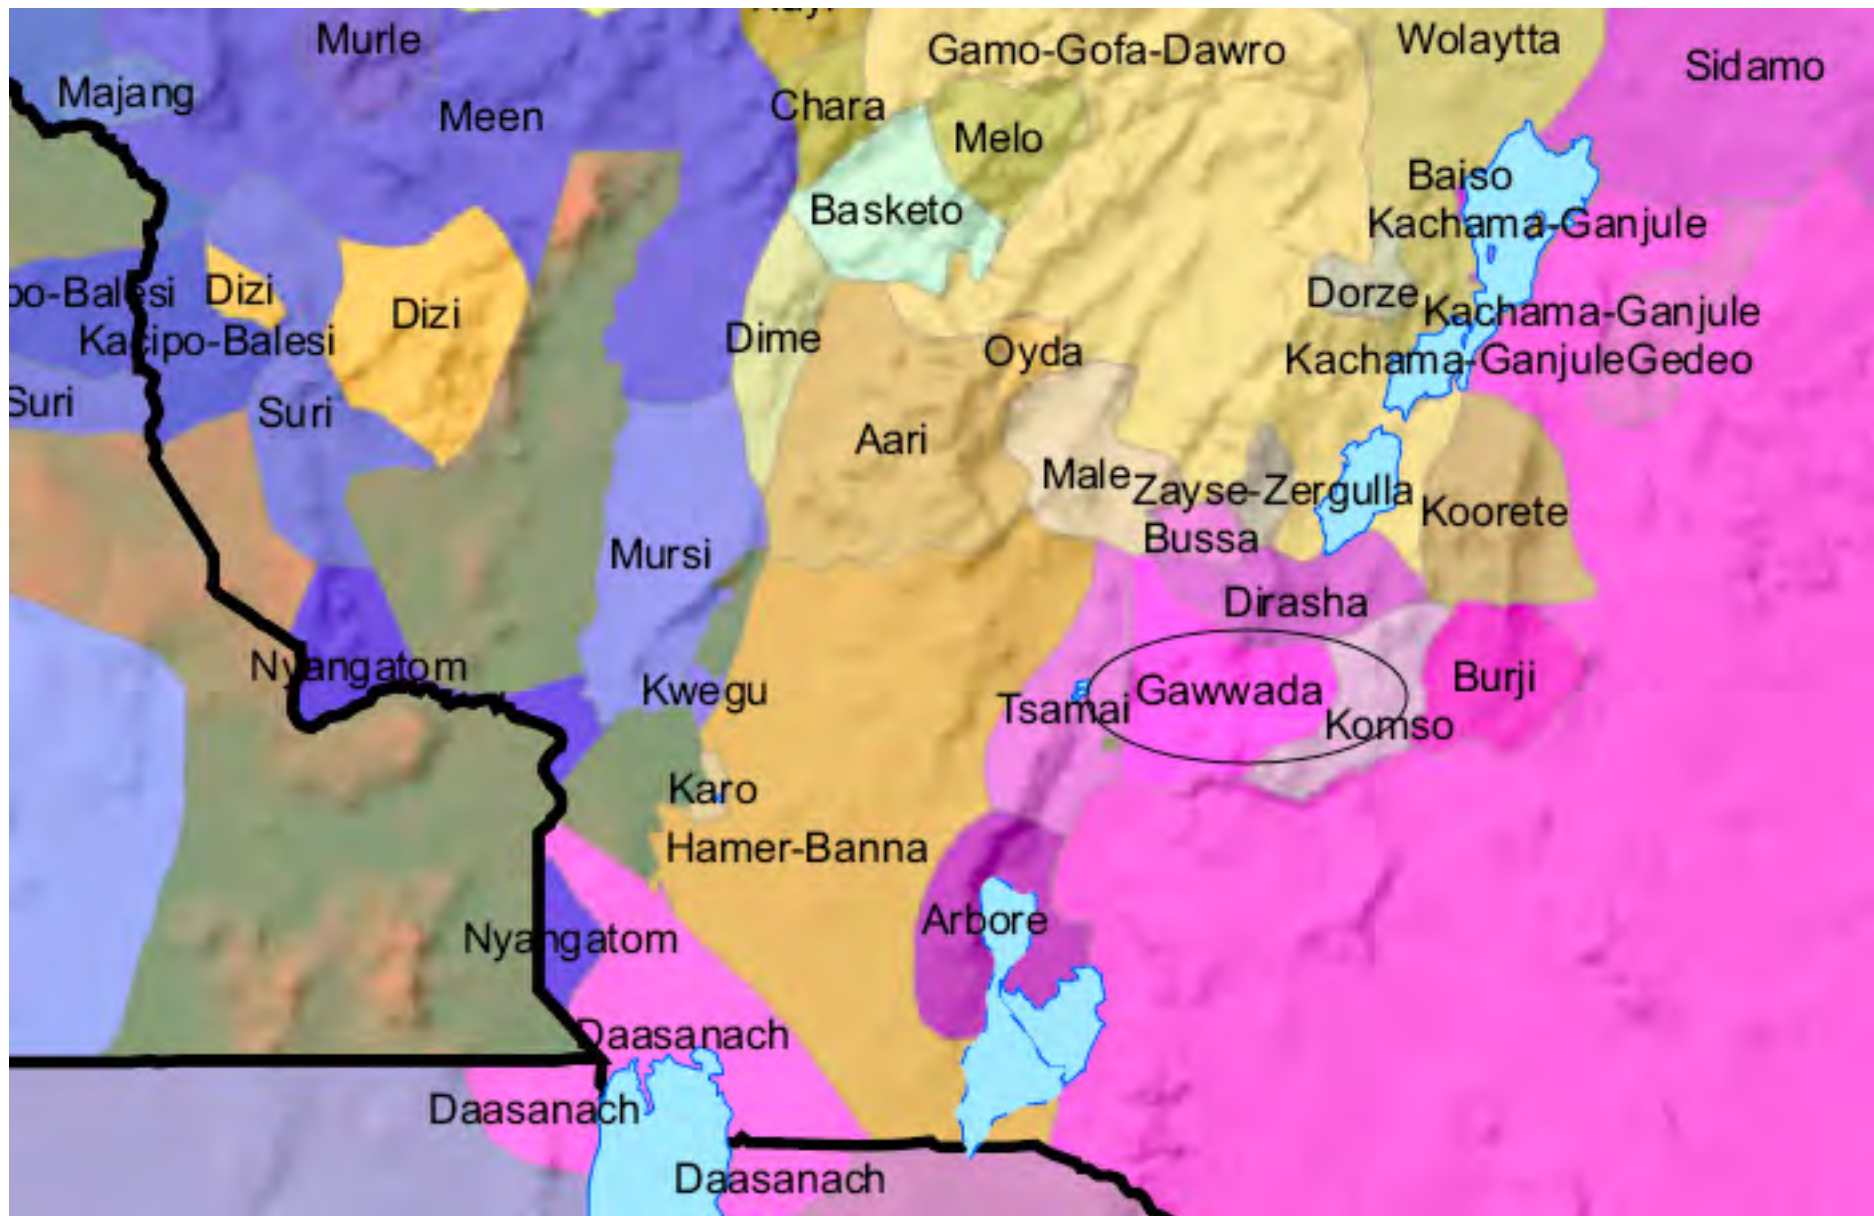 Murle
Gamo-Gofa-Dawro
Wolaytta
Sidamo
Majang
Meen
Chara
Melo
Baiso
Basketo
Kachama-Ganjule
Dizi
Dizi
Kacipo-Balesi
Dime
Oyda
Dorze
Kachama-Ganjule
Kachama-Ganjule
Gedeo
Suri
Suri
Aari
Male
Zayse-Zergulla
Koorete
Mursi
Bussa
Dirasha
Nyangatom
Kwegu
Tsamai
Gawwada
Komso
Burji
Karo
Hamer-Banna
Arbore
Nyangatom
Daasanach
Daasanach
Daasanach